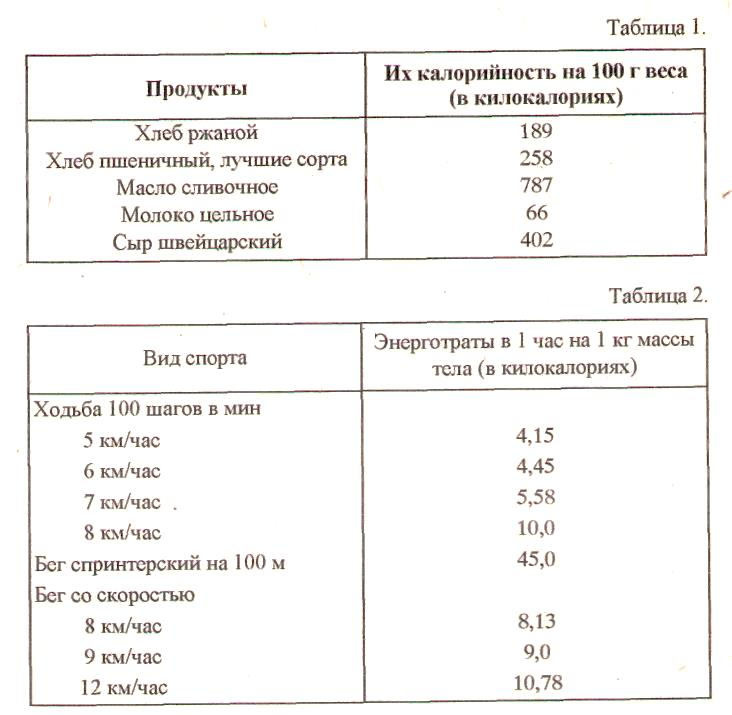 Таблица 1.
Продукты
Их калорийность на 100 г веса
(в килокалориях)
Хлеб ржаной 189
Хлеб пшеничный, лучшие сорта 258
Масло сливочное 787
Молоко цельное 66
Сыр швейцарский 402
Таблица 2.
Вид спорта
Энерготраты в 1 час на 1 кг массы
тела (в килокалориях)
Ходьба 100 шагов в мин
5 км/час 4,15
6 км/час 4,45
7 км/час 5,58
8 км/час 10,0
Бег спринтерский на 100 м 45,0
Бег со скоростью
8 км/час 8,13
9 км/час 9,0
12 км/час 10,78